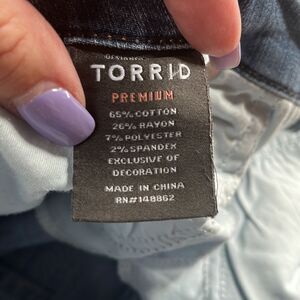 TORRID
PREMIUM
65% COTTON
26% RAYON
7% POLYESTER
2% SPANDEX
EXCLUSIVE OF
DECORATION
MADE IN CHINA
RN#148862